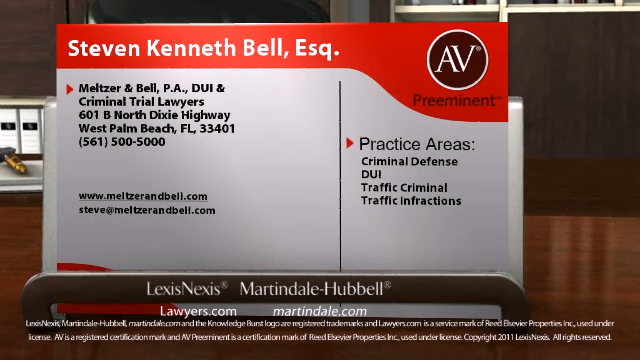 Steven Kenneth Bell, Esq.
AV®
Preeminent™
Meltzer & Bell, P.A., DUI &
Criminal Trial Lawyers
601 B North Dixie Highway
West Palm Beach, FL, 33401
(561) 500-5000
www.meltzerandbell.com
steve@meltzerandbell.com
Practice Areas:
Criminal Defense
DUI
Traffic Criminal
Traffic Infractions
LexisNexis® Martindale-Hubbell®
Lawyers.com martindale.com
LexisNexis, Martindale-Hubbell, martindale.com and the Knowledge Burst logo are registered trademarks and Lawyers.com is a service mark of Reed Elsevier Properties Inc., used under
license. AV is a registered certification mark and AV Preeminent is a certification mark of Reed Elsevier Properties Inc., used under license. Copyright 2011 LexisNexis. All rights reserved.